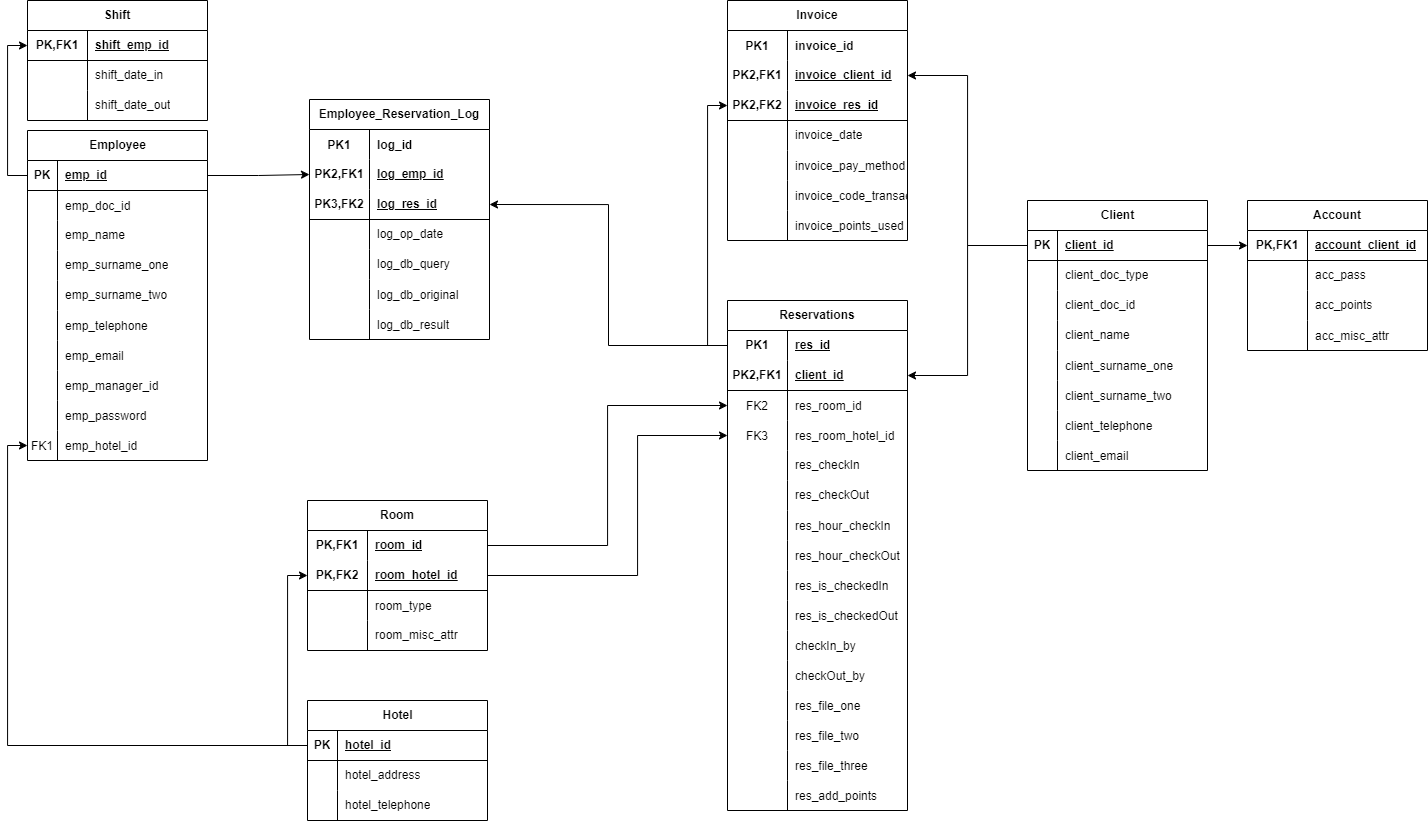 Shift
PK,FK1 shift_emp_id
shift_date_in
shift_date_out
Employee
PK emp_id
emp_doc_id
emp_name
emp_surname_one
emp_surname_two
emp_telephone
emp_email
emp_manager_id
emp_password
FK1 emp_hotel_id
Employee_Reservation_Log
PK1 log_id
PK2,FK1 log_emp_id
PK3,FK2 log_res_id
log_op_date
log_db_query
log_db_original
log_db_result
Room
PK,FK1 room_id
PK,FK2 room_hotel_id
room_type
room_misc_attr
Hotel
PK hotel_id
hotel_address
hotel_telephone
Invoice
PK1 invoice_id
PK2,FK1 invoice_client_id
PK2,FK2 invoice_res_id
invoice_date
invoice_pay_method
invoice_code_transac
invoice_points_used
Reservations
PK1 res_id
PK2,FK1 client_id
FK2 res_room_id
FK3 res_room_hotel_id
res_checkIn
res_checkOut
res_hour_checkIn
res_hour_checkOut
res_is_checkedIn
res_is_checkedOut
checkIn_by
checkOut_by
res_file_one
res_file_two
res_file_three
res_add_points
Client
PK client_id
client_doc_type
client_doc_id
client_name
client_surname_one
client_surname_two
client_telephone
client_email
Account
PK,FK1 account_client_id
acc_pass
acc_points
acc_misc_attr